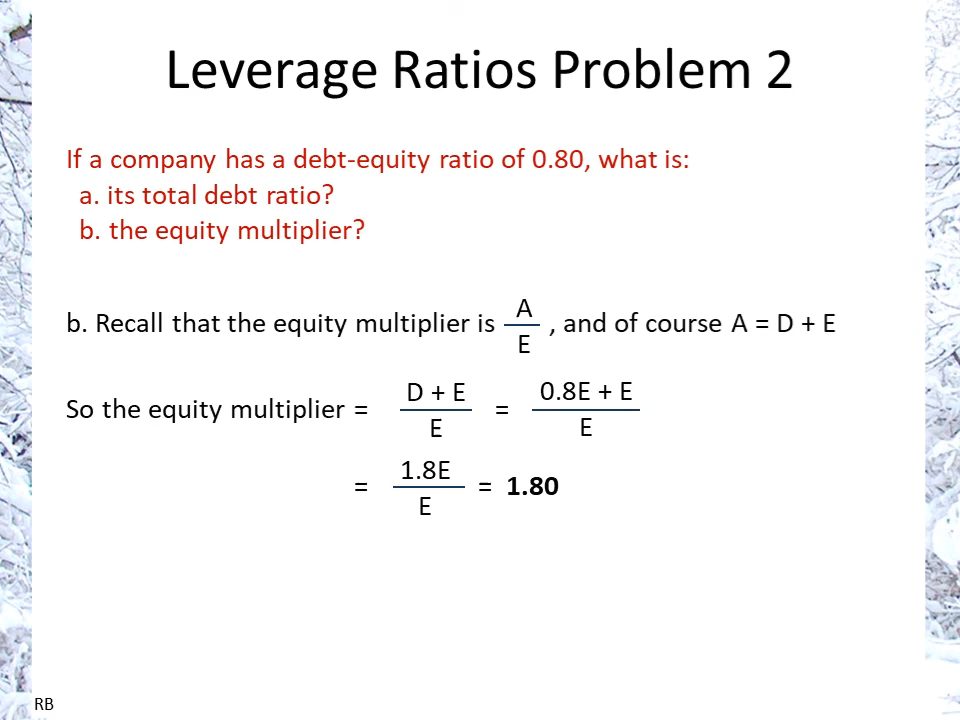 Leverage Ratios Problem 2
If a company has a debt-equity ratio of 0.80, what is:
a. its total debt ratio?
b. the equity multiplier?
b. Recall that the equity multiplier is A / E , and of course A = D + E
So the equity multiplier = D + E / E = 0.8E + E / E
= 1.8E / E = 1.80
RB